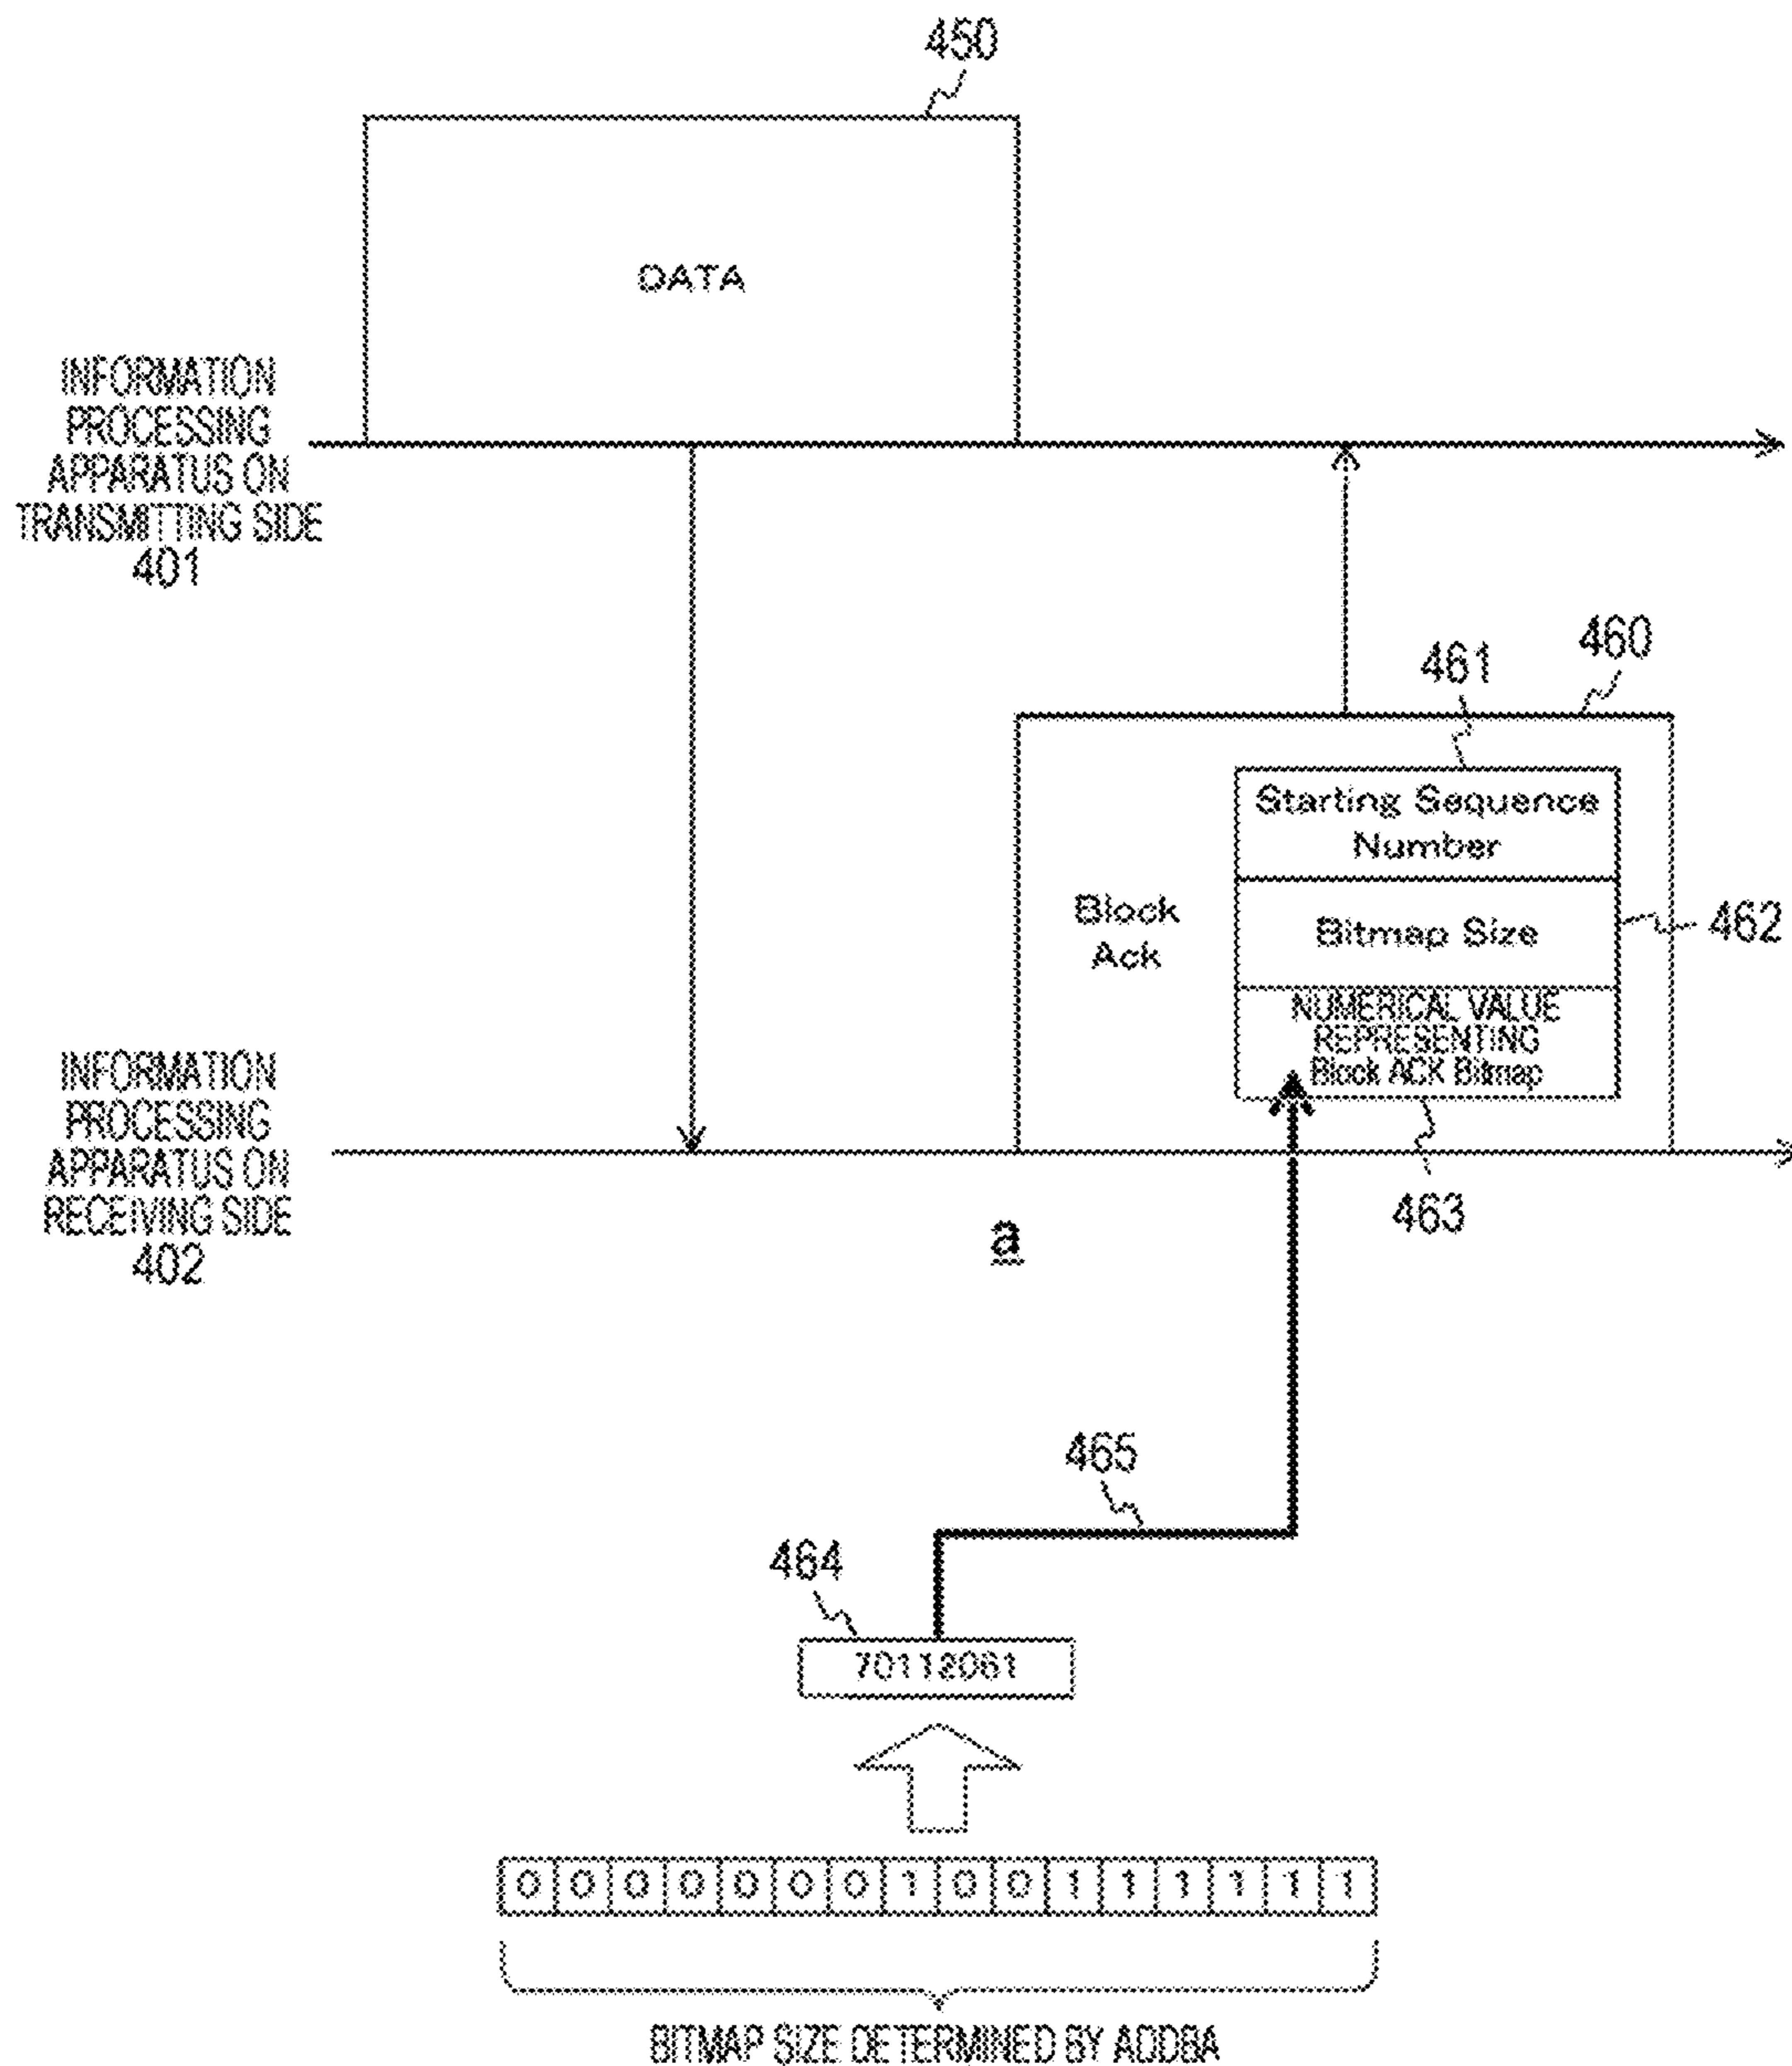 450
DATA
INFORMATION
PROCESSING
APPARATUS ON
TRANSMITTING SIDE
401
460
461
Starting Sequence
Number
Block
Ack
Bitmap Size
462
NUMERICAL VALUE
REPRESENTING
Block ACK Bitmap
INFORMATION
PROCESSING
APPARATUS ON
RECEIVING SIDE
402
463
a
465
464
70112061
0 0 0 0 0 0 0 1 0 0 1 1 1 1 1 1
BITMAP SIZE DETERMINED BY ADDBA